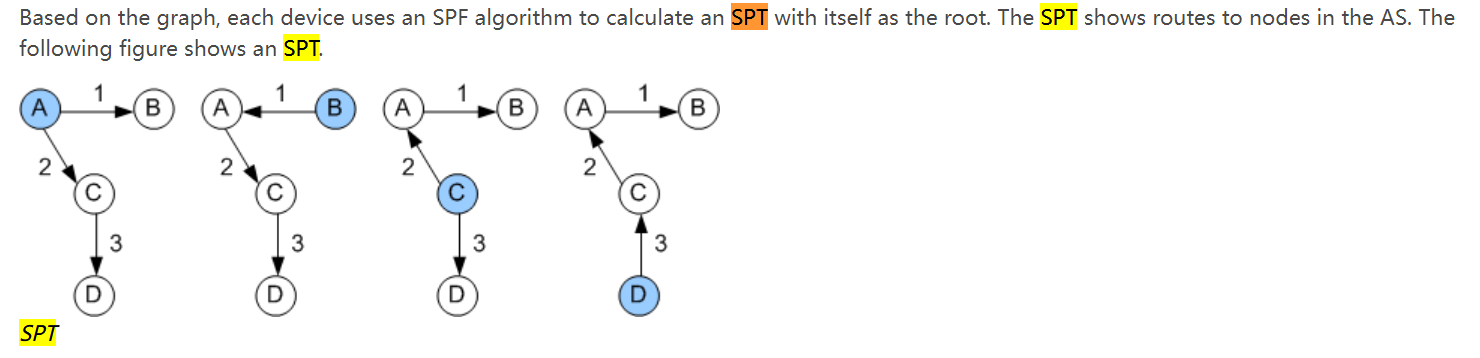 Based on the graph, each device uses an SPF algorithm to calculate an SPT with itself as the root. The SPT shows routes to nodes in the AS. The
following figure shows an SPT.
1 1 1 1
A B A B A B A B
2 2 2 2
C C C C
3 3 3 3
D D D D
SPT